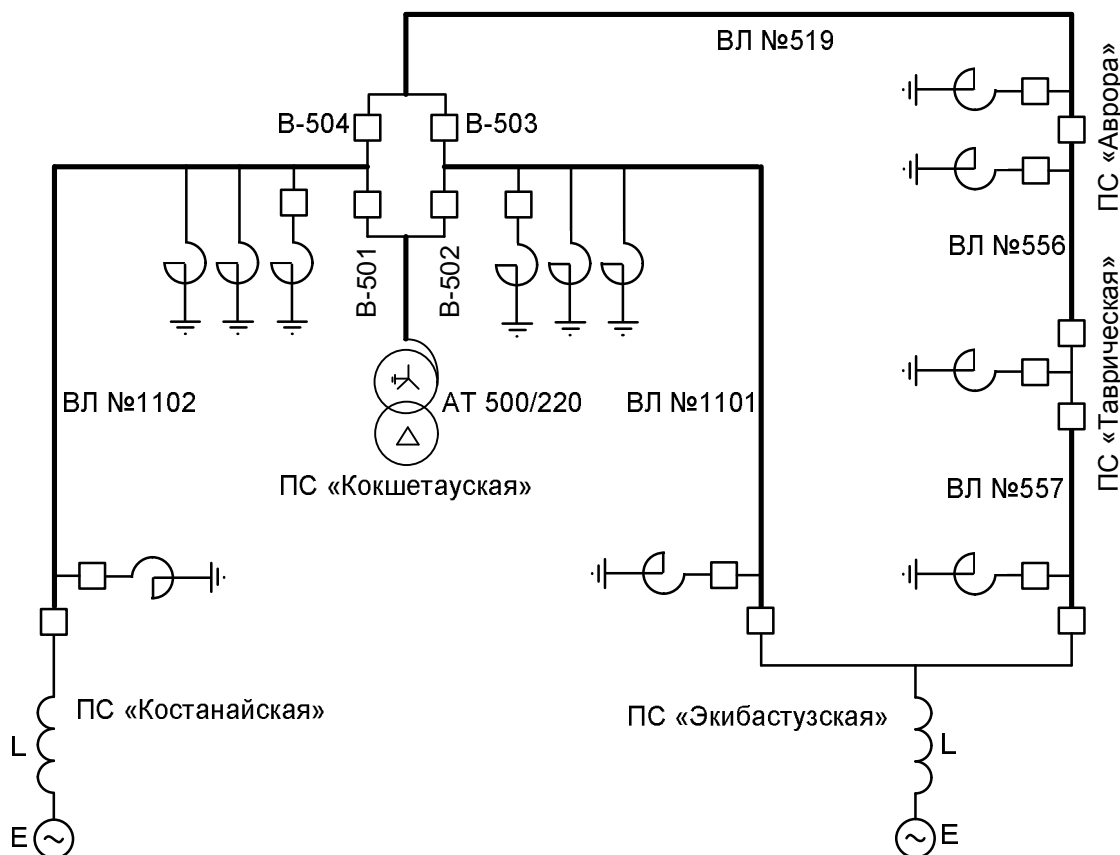 ВЛ №519
В-504
В-503
ПС «Аврора»
ВЛ №556
В-501
В-502
ПС «Таврическая»
ВЛ №1102
АТ 500/220
ВЛ №1101
ПС «Кокшетауская»
ВЛ №557
ПС «Костанайская»
ПС «Экибастузская»
L
L
E
E